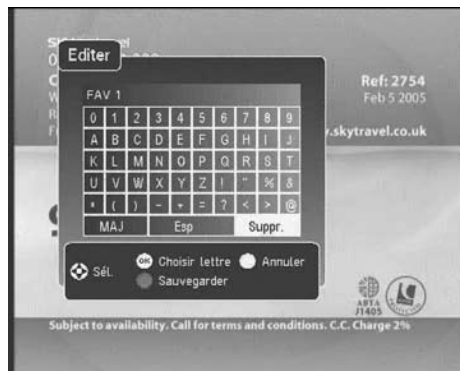 Editer
Ref: 2754
Feb 5 2005
.skytravel.co.uk
FAV 1
0 1 2 3 4 5 6 7 8 9
A B C D E F G H I J
K L M N O P Q R S T
U V W X Y Z ! " % &
* ( ) - + = ? < > @
MAJ Esp Suppr.
Sél. OK Choisir lettre Annuler
Sauvegarder
ABTA
J1405
Subject to availability. Call for terms and conditions. C.C. Charge 2%